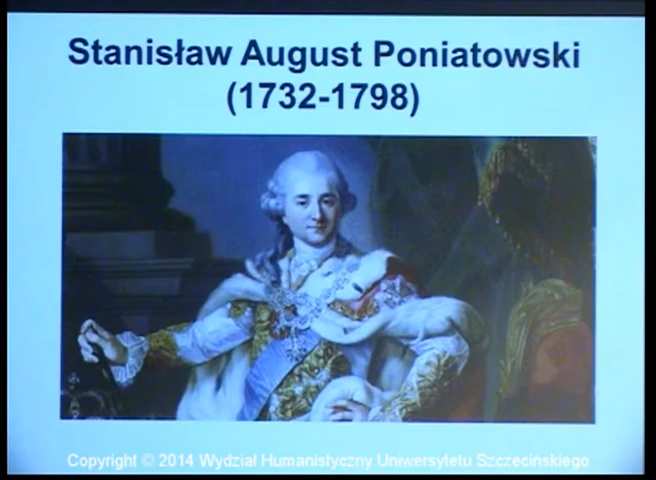 Stanisław August Poniatowski
(1732-1798)
Copyright © 2014 Wydział Humanistyczny Uniwersytetu Szczecińskiego